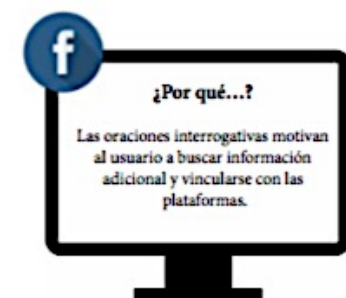 f
¿Por qué...?
Las oraciones interrogativas motivan
al usuario a buscar información
adicional y vincularse con las
plataformas.